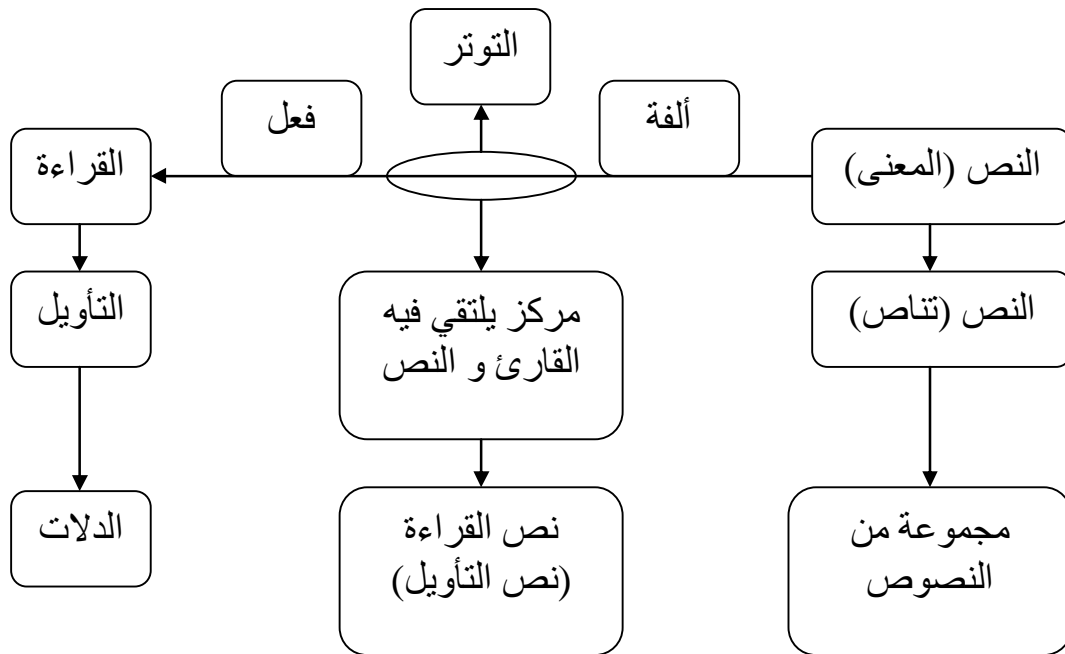 التوتر
ألفة
فعل
النص (المعنى)
القراءة
النص (تناص)
مركز يلتقي فيه
القارئ و النص
التأويل
مجموعة من
النصوص
نص القراءة
(نص التأويل)
الدلات